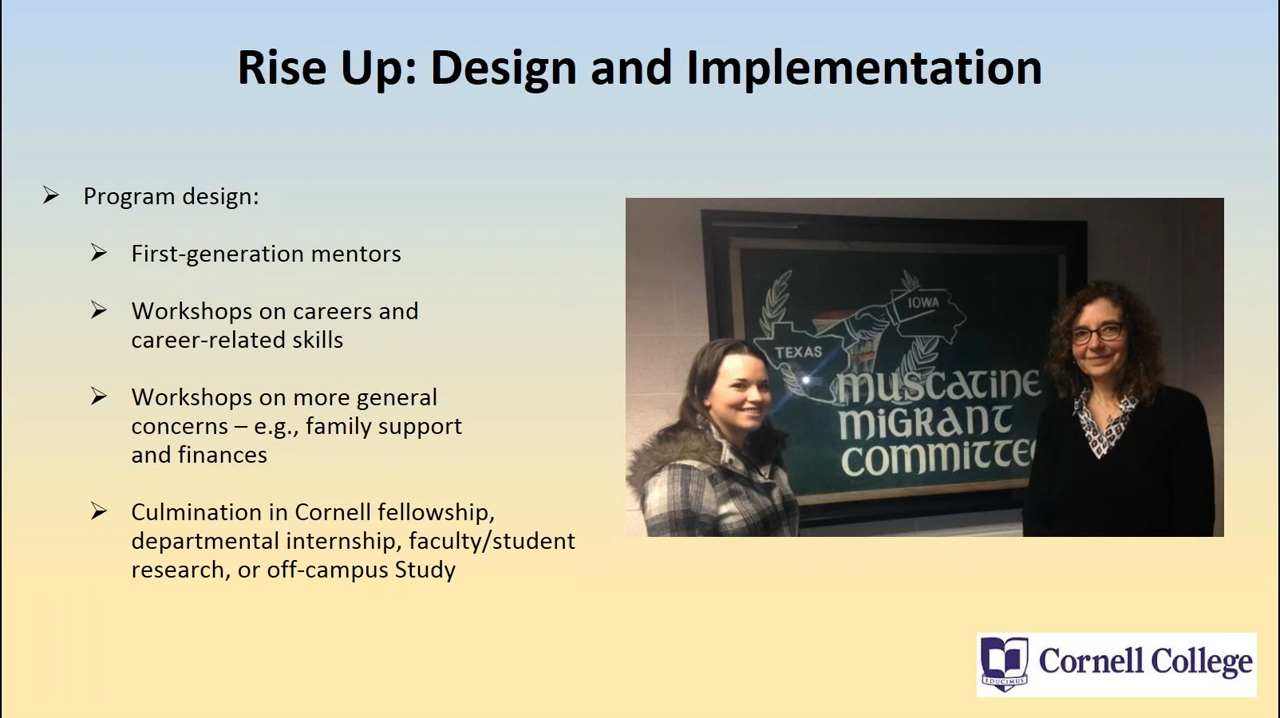 Rise Up: Design and Implementation
Program design:
First-generation mentors
Workshops on careers and
career-related skills
Workshops on more general
concerns – e.g., family support
and finances
Culmination in Cornell fellowship,
departmental internship, faculty/student
research, or off-campus Study
IOWA
TEXAS
MUSCATINE
MIGRANT
COMMITTE
EDUCIMUS
Cornell College